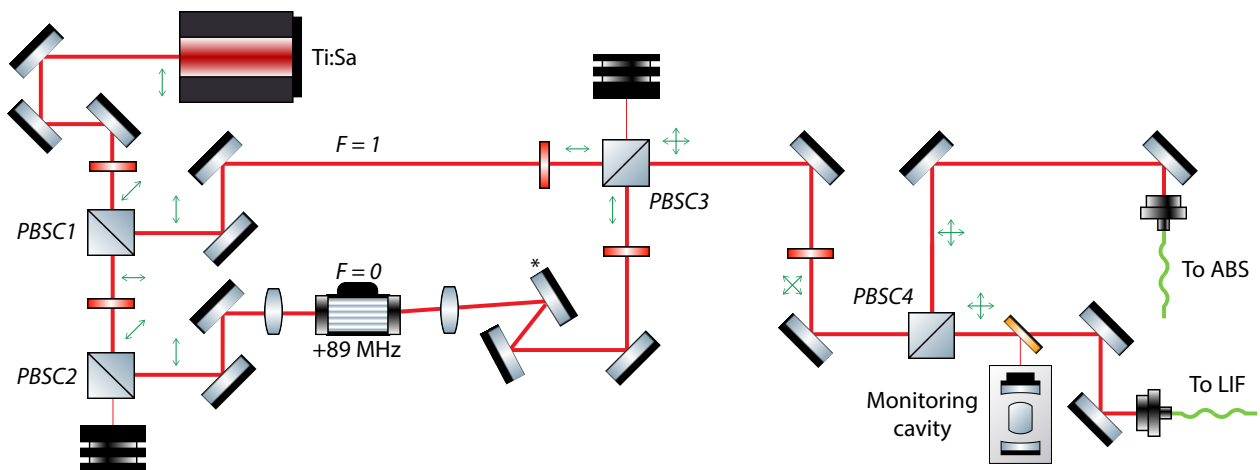 Ti:Sa
F = 1
PBSC3
PBSC1
*
F = 0
To ABS
PBSC4
+89 MHz
PBSC2
To LIF
Monitoring
cavity